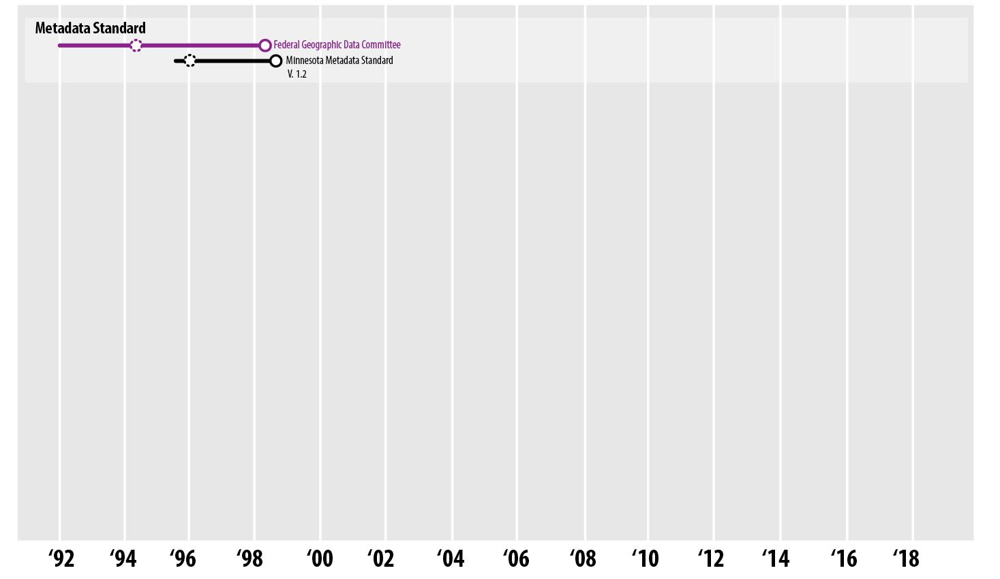 Metadata Standard
Federal Geographic Data Committee
Minnesota Metadata Standard
V. 1.2
‘92 ‘94 ‘96 ‘98 ‘00 ‘02 ‘04 ‘06 ‘08 ‘10 ‘12 ‘14 ‘16 ‘18